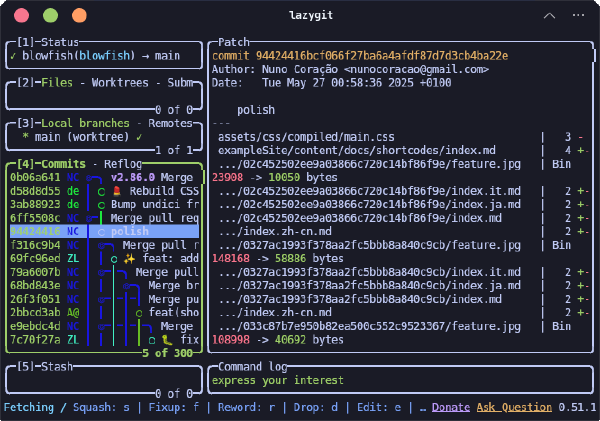 lazygit
[1]-Status
✓ blowfish(blowfish) → main
[2]-Files - Worktrees - Subm
0 of 0
[3]-Local branches - Remotes
* main (worktree) ✓
1 of 1
[4]-Commits - Reflog
0b06a641 NC v2.86.0 Merge
d58d8d55 de 💄 Rebuild CSS
3ab88923 de Bump undici fr
6ff5508c NC Merge pull req
94424416 NC polish
f316c9b4 NC Merge pull r
69fc96ed ZL ✨ feat: add
79a6007b NC Merge pull
68bd843e NC Merge br
26f3f051 NC Merge pu
2bbcd3ab A@ feat(sho
e9ebdc4d NC Merge
7c70f27a ZL 🐛 fix
5 of 300
[5]-Stash
0 of 0
Patch
commit 94424416bcf066f27ba6a4afdf87d7d3cb4ba22e
Author: Nuno Coração <nunocoracao@gmail.com>
Date: Tue May 27 00:58:36 2025 +0100
polish
---
assets/css/compiled/main.css | 3 -
exampleSite/content/docs/shortcodes/index.md | 4 +-
.../02c452502ee9a03866c720c14bf86f9e/feature.jpg | Bin
23908 -> 10050 bytes
.../02c452502ee9a03866c720c14bf86f9e/index.it.md | 2 +-
.../02c452502ee9a03866c720c14bf86f9e/index.ja.md | 2 +-
.../02c452502ee9a03866c720c14bf86f9e/index.md | 2 +-
.../index.zh-cn.md | 2 +-
.../0327ac1993f378aa2fc5bbb8a840c9cb/feature.jpg | Bin
148168 -> 58886 bytes
.../0327ac1993f378aa2fc5bbb8a840c9cb/index.it.md | 2 +-
.../0327ac1993f378aa2fc5bbb8a840c9cb/index.ja.md | 2 +-
.../0327ac1993f378aa2fc5bbb8a840c9cb/index.md | 2 +-
.../index.zh-cn.md | 2 +-
.../033c87b7e950b82ea500c552c9523367/feature.jpg | Bin
108998 -> 40692 bytes
Command log
express your interest
Fetching / Squash: s | Fixup: f | Reword: r | Drop: d | Edit: e | … Donate Ask Question 0.51.1